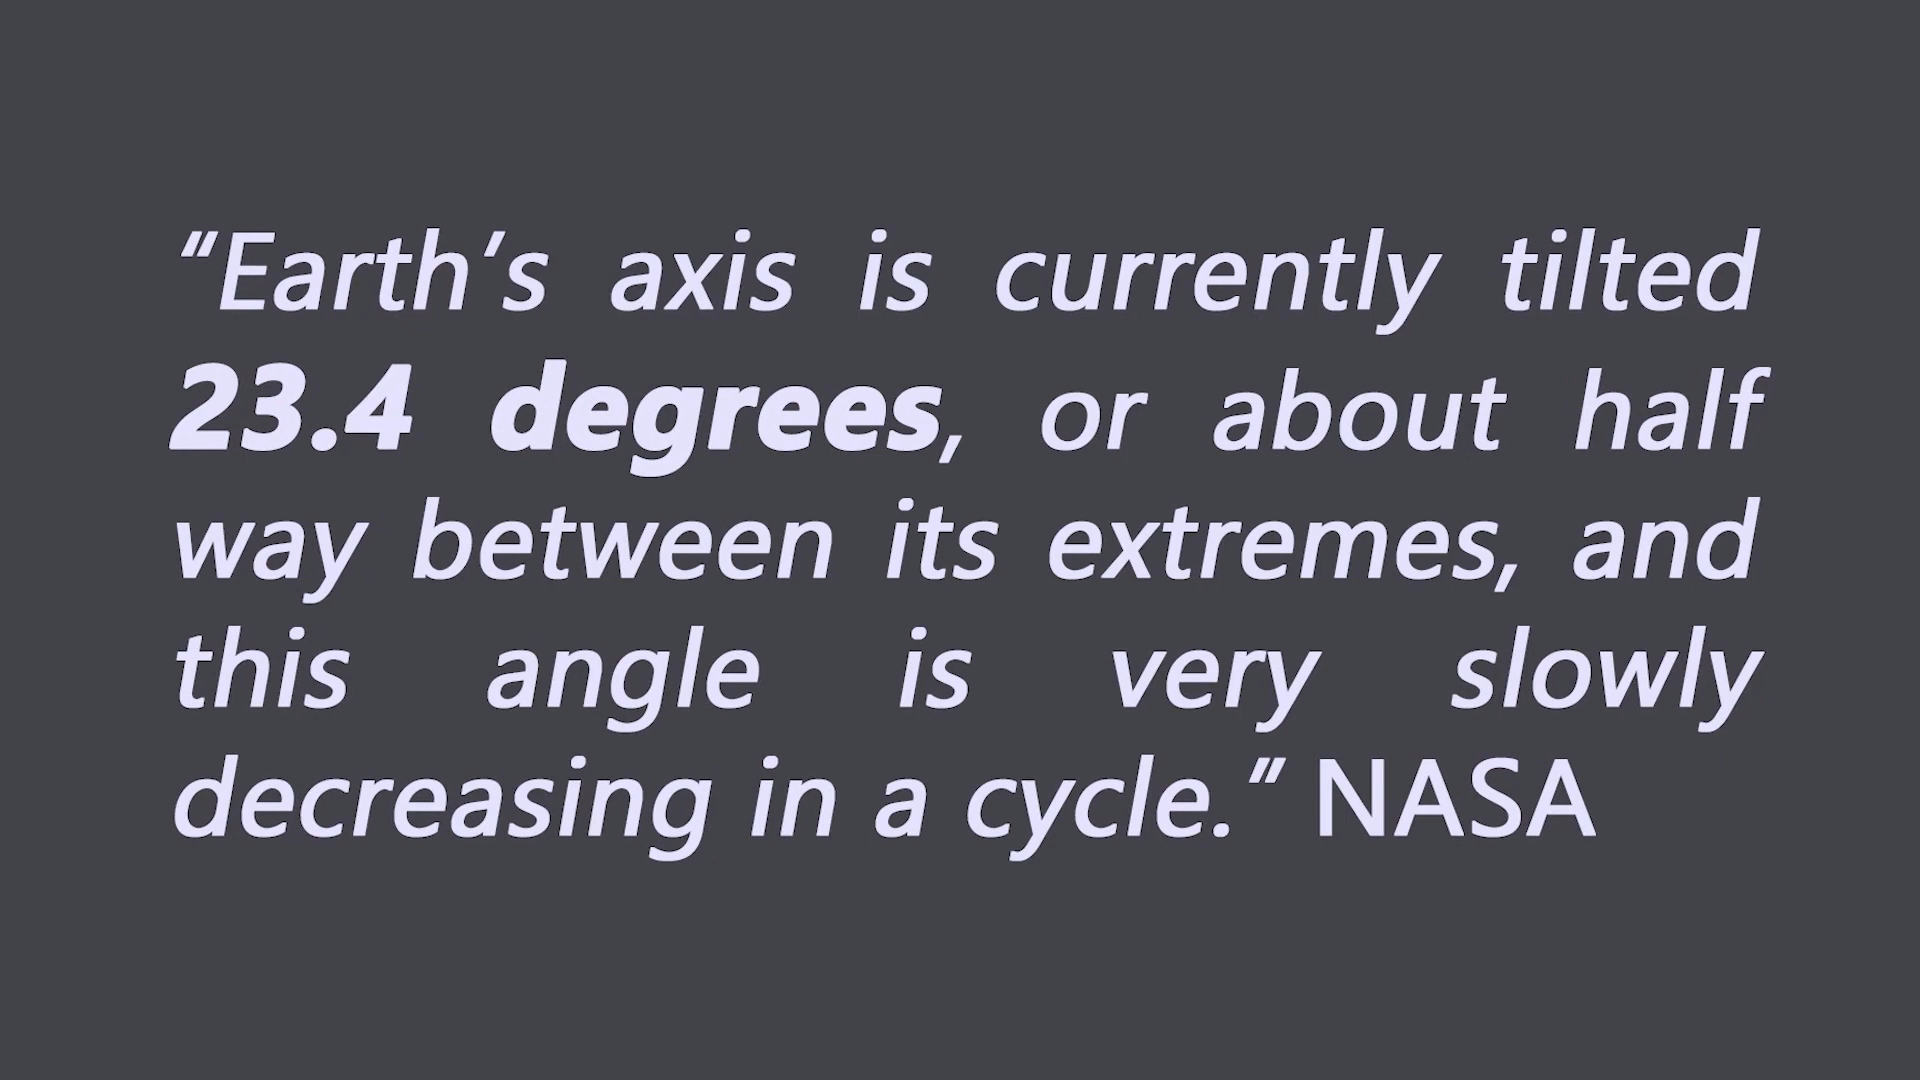 “Earth’s axis is currently tilted
23.4 degrees, or about half
way between its extremes, and
this angle is very slowly
decreasing in a cycle.” NASA